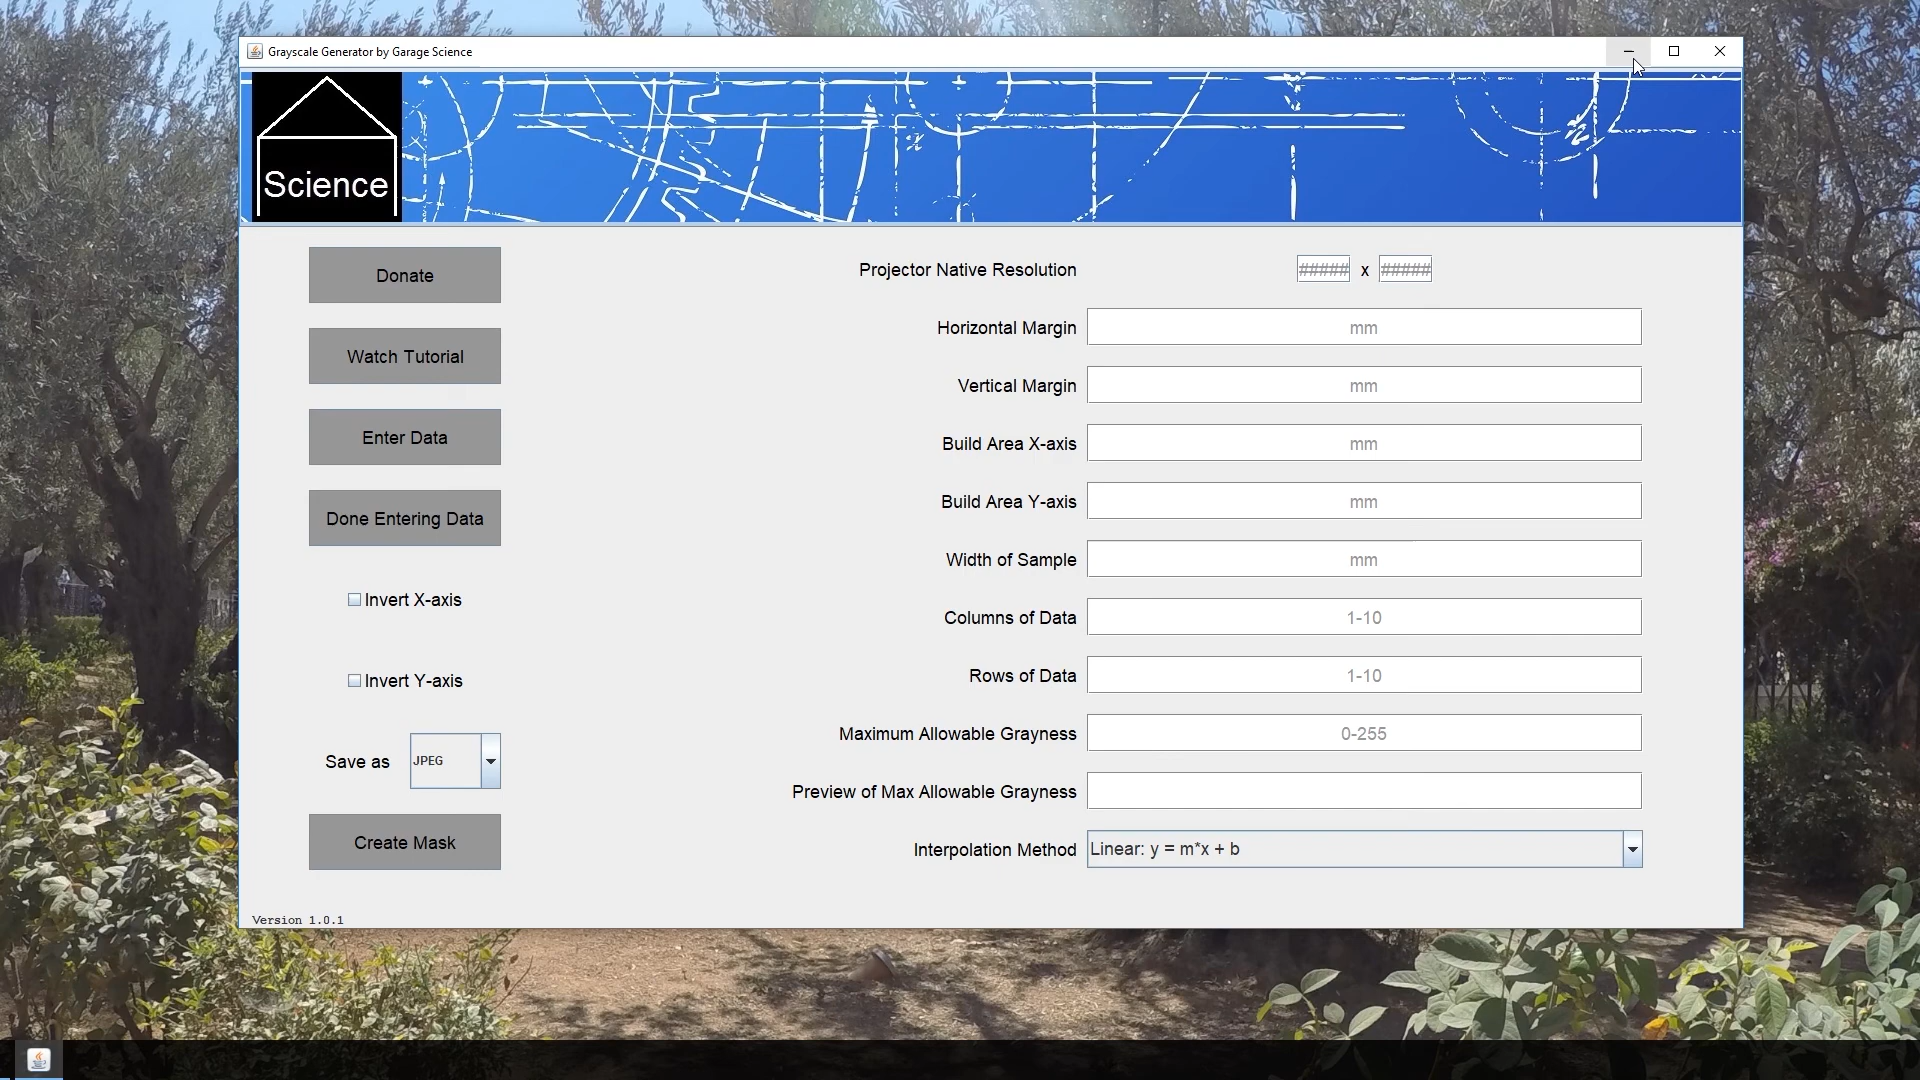 Grayscale Generator by Garage Science
Science
Donate
Watch Tutorial
Enter Data
Done Entering Data
Invert X-axis
Invert Y-axis
Save as JPEG
Create Mask
Version 1.0.1
Projector Native Resolution ##### x #####
Horizontal Margin mm
Vertical Margin mm
Build Area X-axis mm
Build Area Y-axis mm
Width of Sample mm
Columns of Data 1-10
Rows of Data 1-10
Maximum Allowable Grayness 0-255
Preview of Max Allowable Grayness
Interpolation Method Linear: y = m*x + b